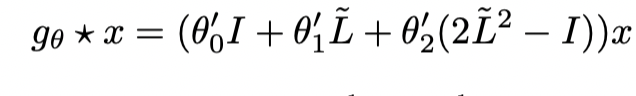 g_θ ⋆ x = (θ′₀I + θ′₁L̃ + θ′₂(2L̃² − I))x